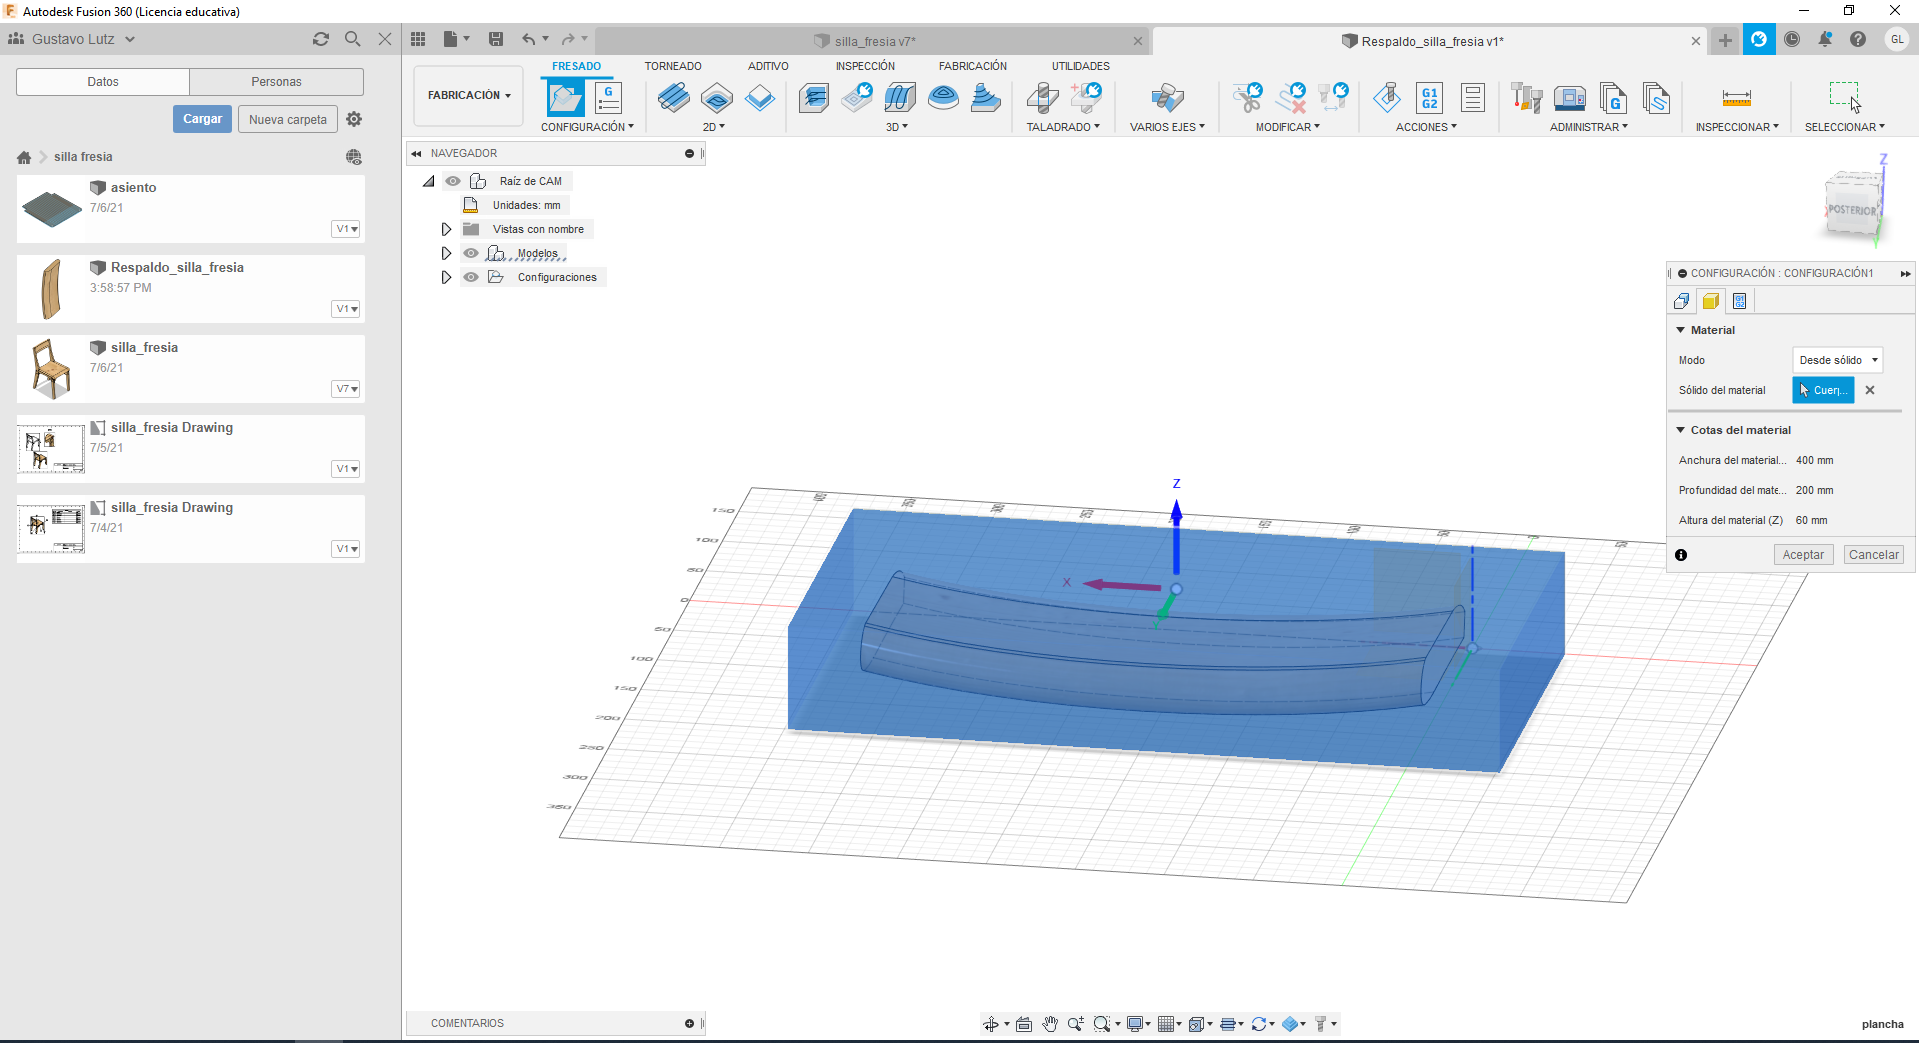 Autodesk Fusion 360 (Licencia educativa)
Gustavo Lutz
silla_fresia v7*
Respaldo_silla_fresia v1*
GL
Datos
Personas
Cargar
Nueva carpeta
silla fresia
asiento
7/6/21
V1
Respaldo_silla_fresia
3:58:57 PM
V1
silla_fresia
7/6/21
V7
silla_fresia Drawing
7/5/21
V1
silla_fresia Drawing
7/4/21
V1
FABRICACIÓN
FRESADO
TORNEADO
ADITIVO
INSPECCIÓN
FABRICACIÓN
UTILIDADES
G
G1
G2
G
S
CONFIGURACIÓN
2D
3D
TALADRADO
VARIOS EJES
MODIFICAR
ACCIONES
ADMINISTRAR
INSPECCIONAR
SELECCIONAR
NAVEGADOR
Raíz de CAM
Unidades: mm
Vistas con nombre
Modelos
Configuraciones
Z
POSTERIOR
X
Y
CONFIGURACIÓN : CONFIGURACIÓN1
Material
Modo
Desde sólido
Sólido del material
Cuerp...
Cotas del material
Anchura del material...
400 mm
Profundidad del mate...
200 mm
Altura del material (Z)
60 mm
Aceptar
Cancelar
Z
X
Y
150
100
50
0
50
100
150
200
250
300
350
COMENTARIOS
plancha